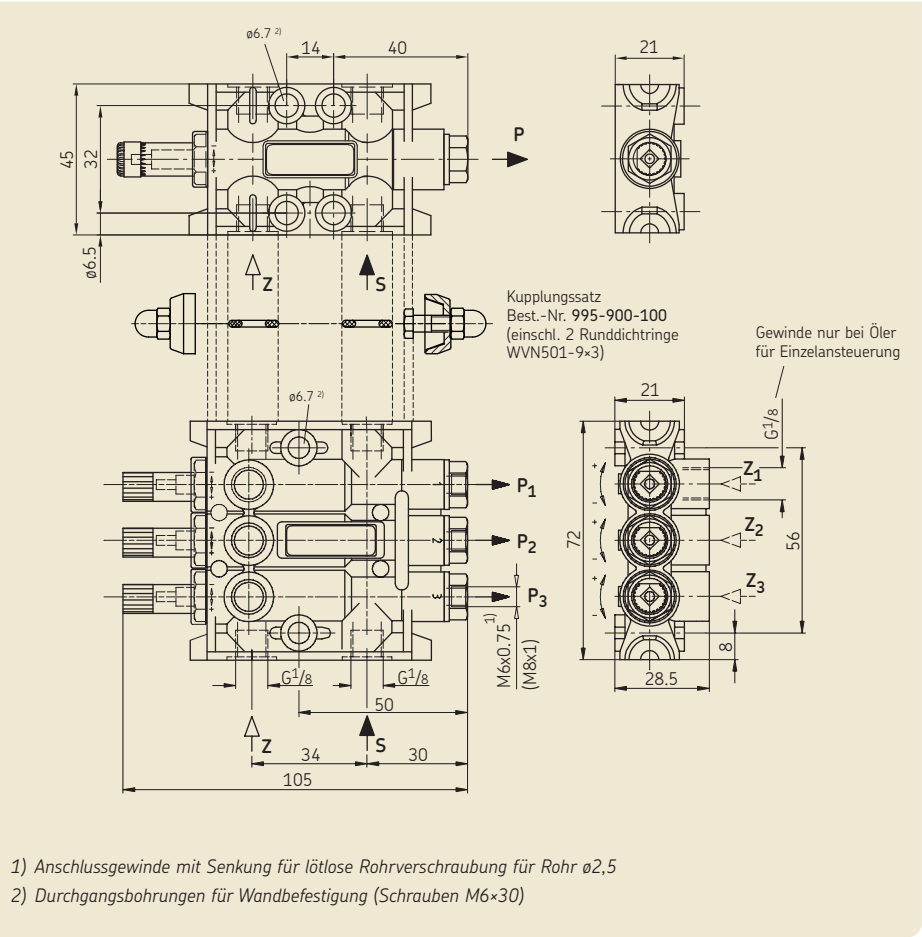 ø6.7 2)
14
40
21
45
32
ø6.5
P
Z
S
Kupplungssatz
Best.-Nr. 995-900-100
(einschl. 2 Runddichtringe
WVN501-9×3)
Gewinde nur bei Öler
für Einzelansteuerung
ø6.7 2)
21
G1/8
1
P1
2
P2
3
P3
+
-
+
-
+
-
Z1
Z2
Z3
72
56
8
28.5
M6x0.75 1)
(M8x1)
G1/8
G1/8
50
Z
S
34
30
105
1) Anschlussgewinde mit Senkung für lötlose Rohrverschraubung für Rohr ø2,5
2) Durchgangsbohrungen für Wandbefestigung (Schrauben M6×30)